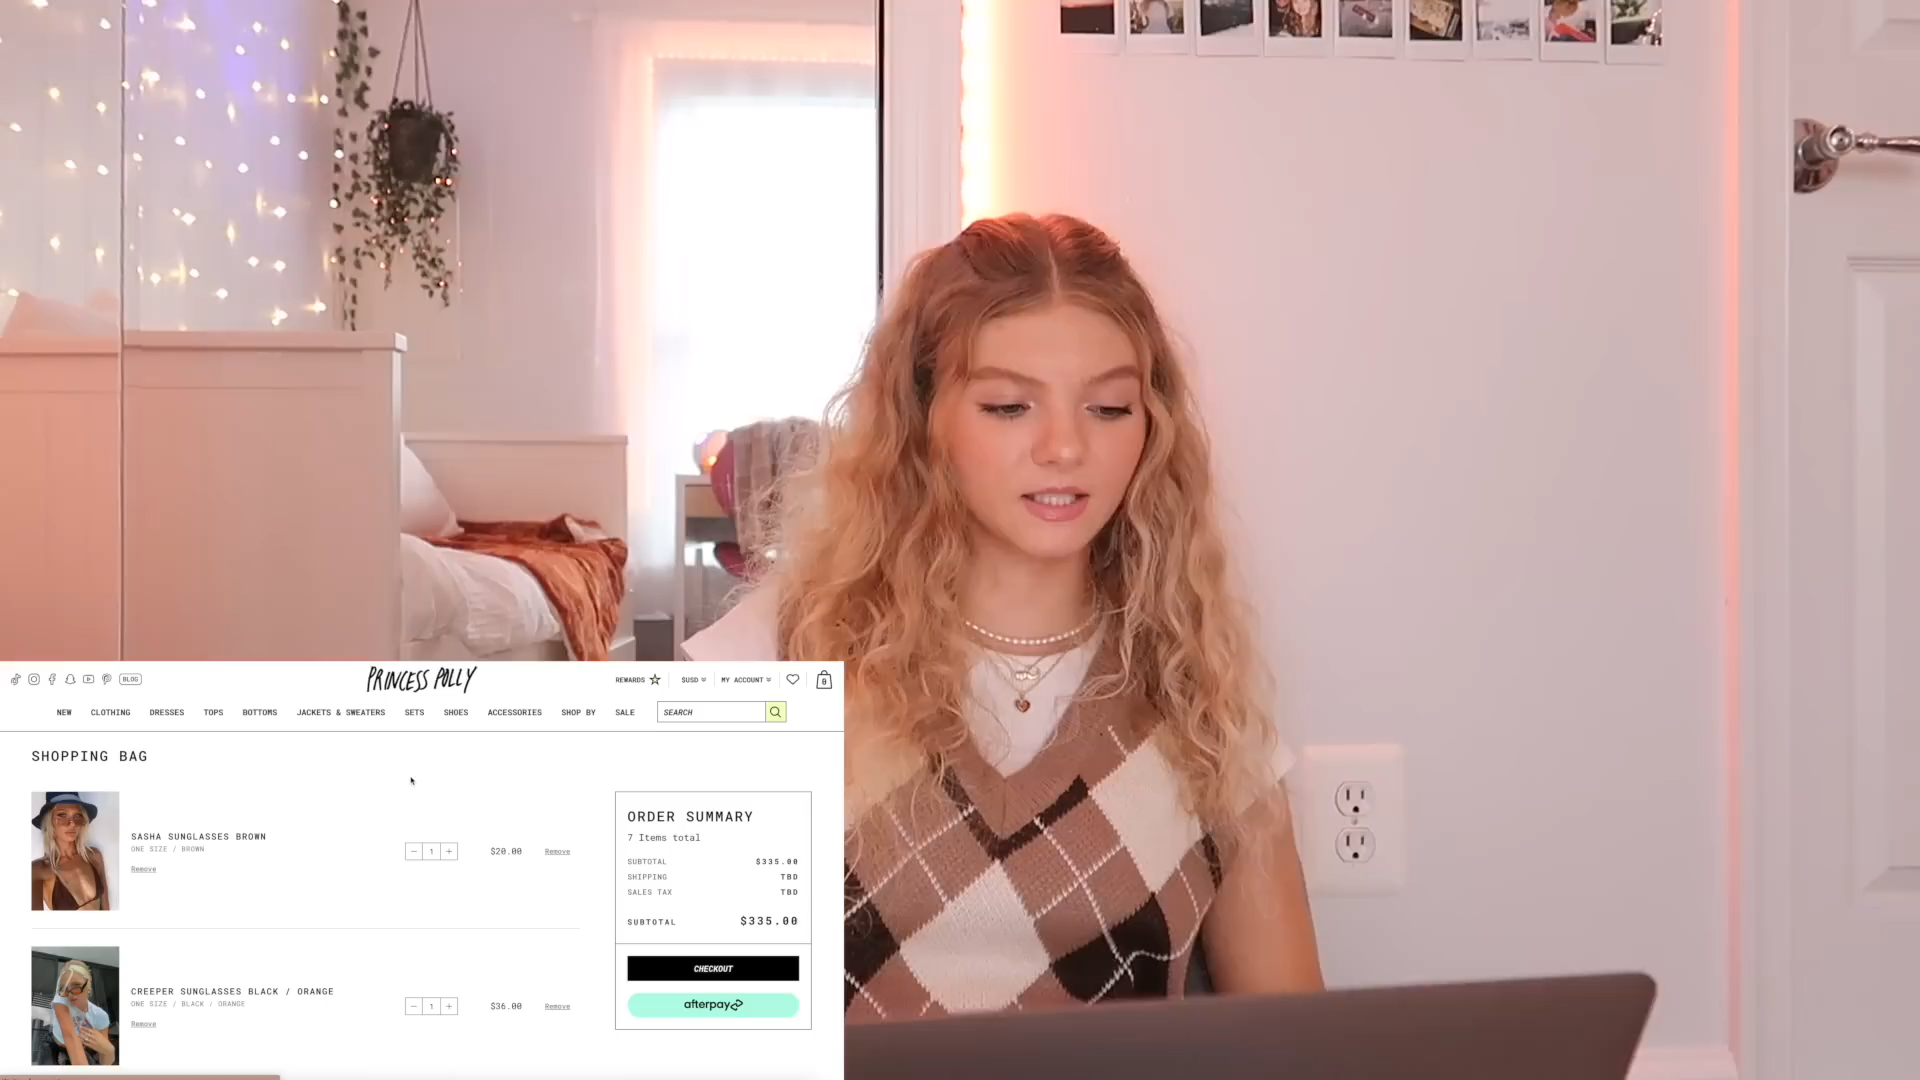 BLOG
PRINCESS POLLY
REWARDS
$USD
MY ACCOUNT
0
NEW
CLOTHING
DRESSES
TOPS
BOTTOMS
JACKETS & SWEATERS
SETS
SHOES
ACCESSORIES
SHOP BY
SALE
SEARCH
SHOPPING BAG
SASHA SUNGLASSES BROWN
ONE SIZE / BROWN
Remove
− 1 +
$20.00
Remove
CREEPER SUNGLASSES BLACK / ORANGE
ONE SIZE / BLACK / ORANGE
Remove
− 1 +
$36.00
Remove
ORDER SUMMARY
7 Items total
SUBTOTAL $335.00
SHIPPING TBD
SALES TAX TBD
SUBTOTAL $335.00
CHECKOUT
afterpay